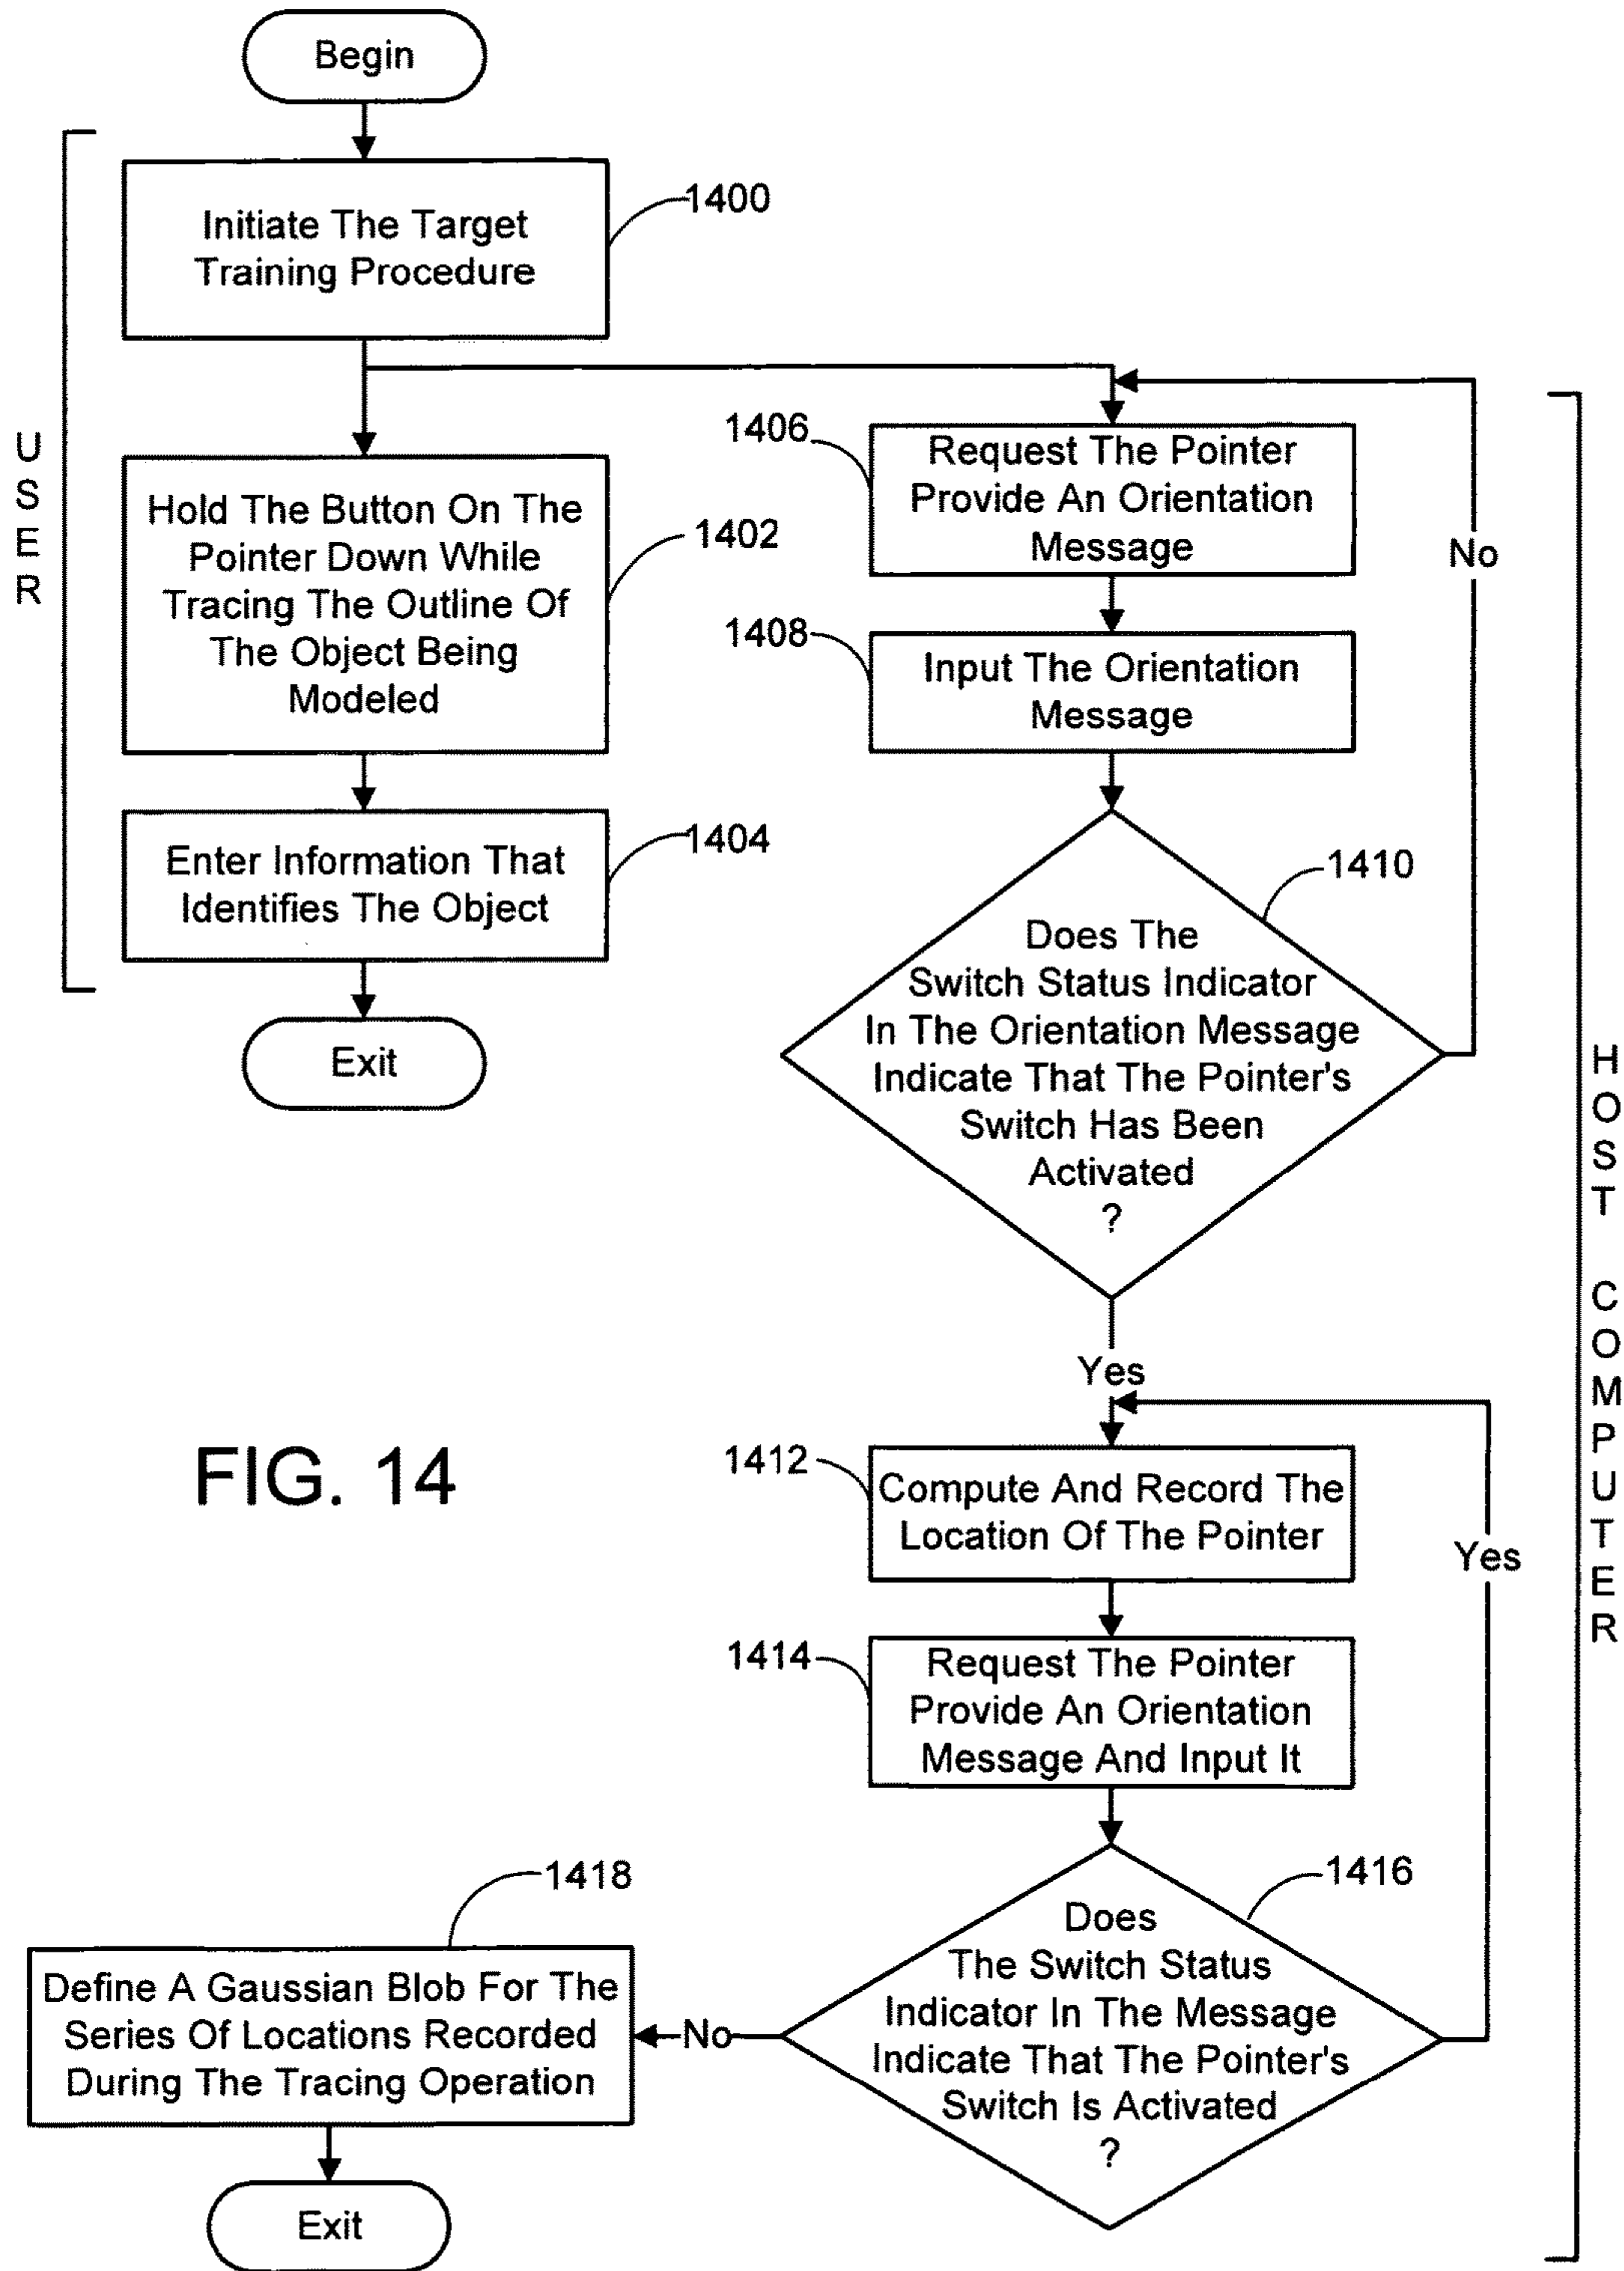 Begin
1400
Initiate The Target
Training Procedure
USER
1402
Hold The Button On The
Pointer Down While
Tracing The Outline Of
The Object Being
Modeled
1404
Enter Information That
Identifies The Object
Exit
1406
Request The Pointer
Provide An Orientation
Message
No
1408
Input The Orientation
Message
1410
Does The
Switch Status Indicator
In The Orientation Message
Indicate That The Pointer's
Switch Has Been
Activated
?
HOST COMPUTER
Yes
FIG. 14
1412
Compute And Record The
Location Of The Pointer
Yes
1414
Request The Pointer
Provide An Orientation
Message And Input It
1416
Does
The Switch Status
Indicator In The Message
Indicate That The Pointer's
Switch Is Activated
?
No
1418
Define A Gaussian Blob For The
Series Of Locations Recorded
During The Tracing Operation
Exit